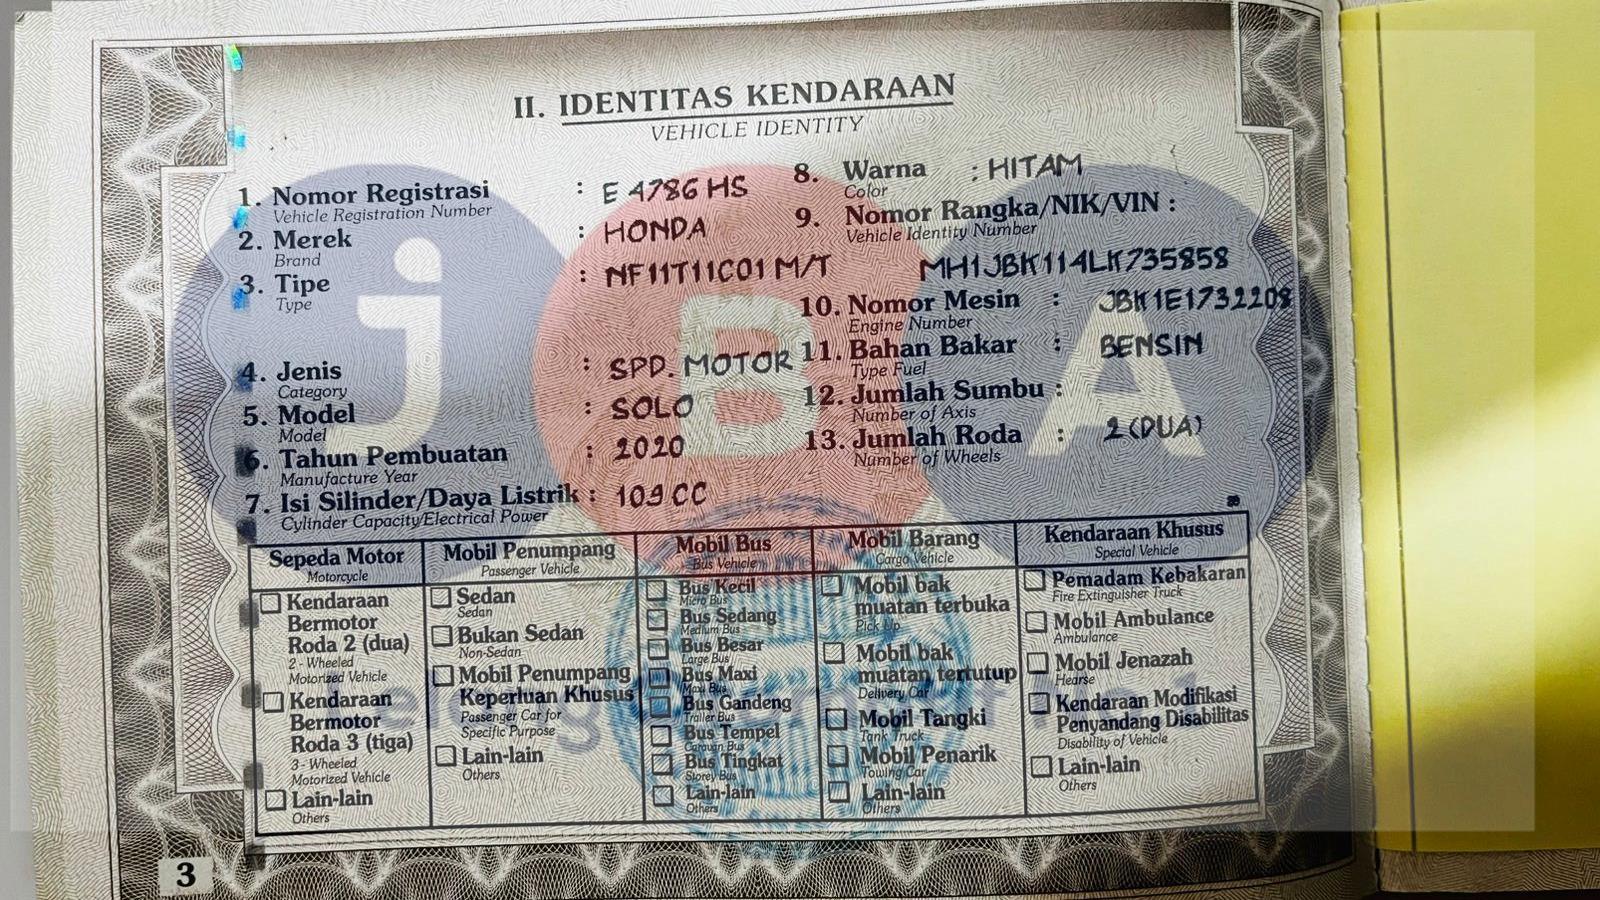 II. IDENTITAS KENDARAAN
VEHICLE IDENTITY
1. Nomor Registrasi : E 4786 HS
Vehicle Registration Number
2. Merek : HONDA
Brand
3. Tipe : NF11T11C01 M/T
Type
4. Jenis : SPD. MOTOR
Category
5. Model : SOLO
Model
6. Tahun Pembuatan : 2020
Manufacture Year
7. Isi Silinder/Daya Listrik : 109 CC
Cylinder Capacity/Electrical Power
8. Warna : HITAM
Color
9. Nomor Rangka/NIK/VIN :
Vehicle Identity Number
MH1JBK114LK735858
10. Nomor Mesin : JBK1E1732208
Engine Number
11. Bahan Bakar : BENSIN
Type Fuel
12. Jumlah Sumbu :
Number of Axis
13. Jumlah Roda : 2 (DUA)
Number of Wheels
Sepeda Motor
Motorcycle
Kendaraan
Bermotor
Roda 2 (dua)
2 - Wheeled
Motorized Vehicle
Kendaraan
Bermotor
Roda 3 (tiga)
3 - Wheeled
Motorized Vehicle
Lain-lain
Others
Mobil Penumpang
Passenger Vehicle
Sedan
Sedan
Bukan Sedan
Non-Sedan
Mobil Penumpang
Keperluan Khusus
Passenger Car for
Specific Purpose
Lain-lain
Others
Mobil Bus
Bus Vehicle
Bus Kecil
Micro Bus
Bus Sedang
Medium Bus
Bus Besar
Large Bus
Bus Maxi
Maxi Bus
Bus Gandeng
Trailer Bus
Bus Tempel
Caravan Bus
Bus Tingkat
Storey Bus
Lain-lain
Others
Mobil Barang
Cargo Vehicle
Mobil bak
muatan terbuka
Pick Up
Mobil bak
muatan tertutup
Delivery Car
Mobil Tangki
Tank Truck
Mobil Penarik
Towing Car
Lain-lain
Others
Kendaraan Khusus
Special Vehicle
Pemadam Kebakaran
Fire Extinguisher Truck
Mobil Ambulance
Ambulance
Mobil Jenazah
Hearse
Kendaraan Modifikasi
Penyandang Disabilitas
Disability of Vehicle
Lain-lain
Others
3
jBA